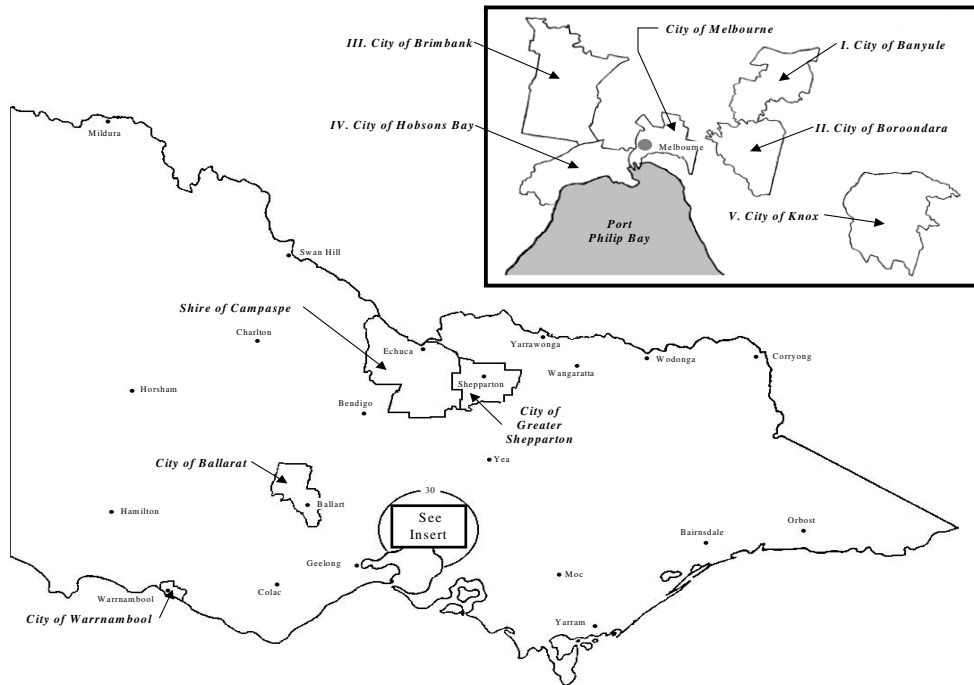 City of Melbourne
III. City of Brimbank
I. City of Banyule
IV. City of Hobsons Bay
Melbourne
II. City of Boroondara
V. City of Knox
Port
Philip Bay
Mildura
Swan Hill
Shire of Campaspe
Charlton
Echuca
Yarrawonga
Wodonga
Corryong
Wangaratta
Horsham
Shepparton
Bendigo
City of
Greater
Shepparton
City of Ballarat
Yea
30
Ballart
Hamilton
See
Insert
Orbost
Bairnsdale
Geelong
Moc
Colac
Warrnambool
City of Warrnambool
Yarram